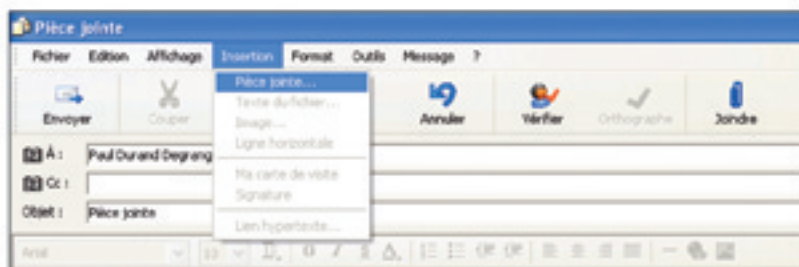 Pièce jointe
Fichier Edition Affichage Insertion Format Outils Message ?
Envoyer Couper Annuler Vérifier Orthographe Joindre
Pièce jointe...
Texte du fichier...
Image...
Ligne horizontale
Ma carte de visite
Signature
Lien hypertexte...
À : Paul Durand Degrang
Cc :
Objet : Pièce jointe
Arial 10